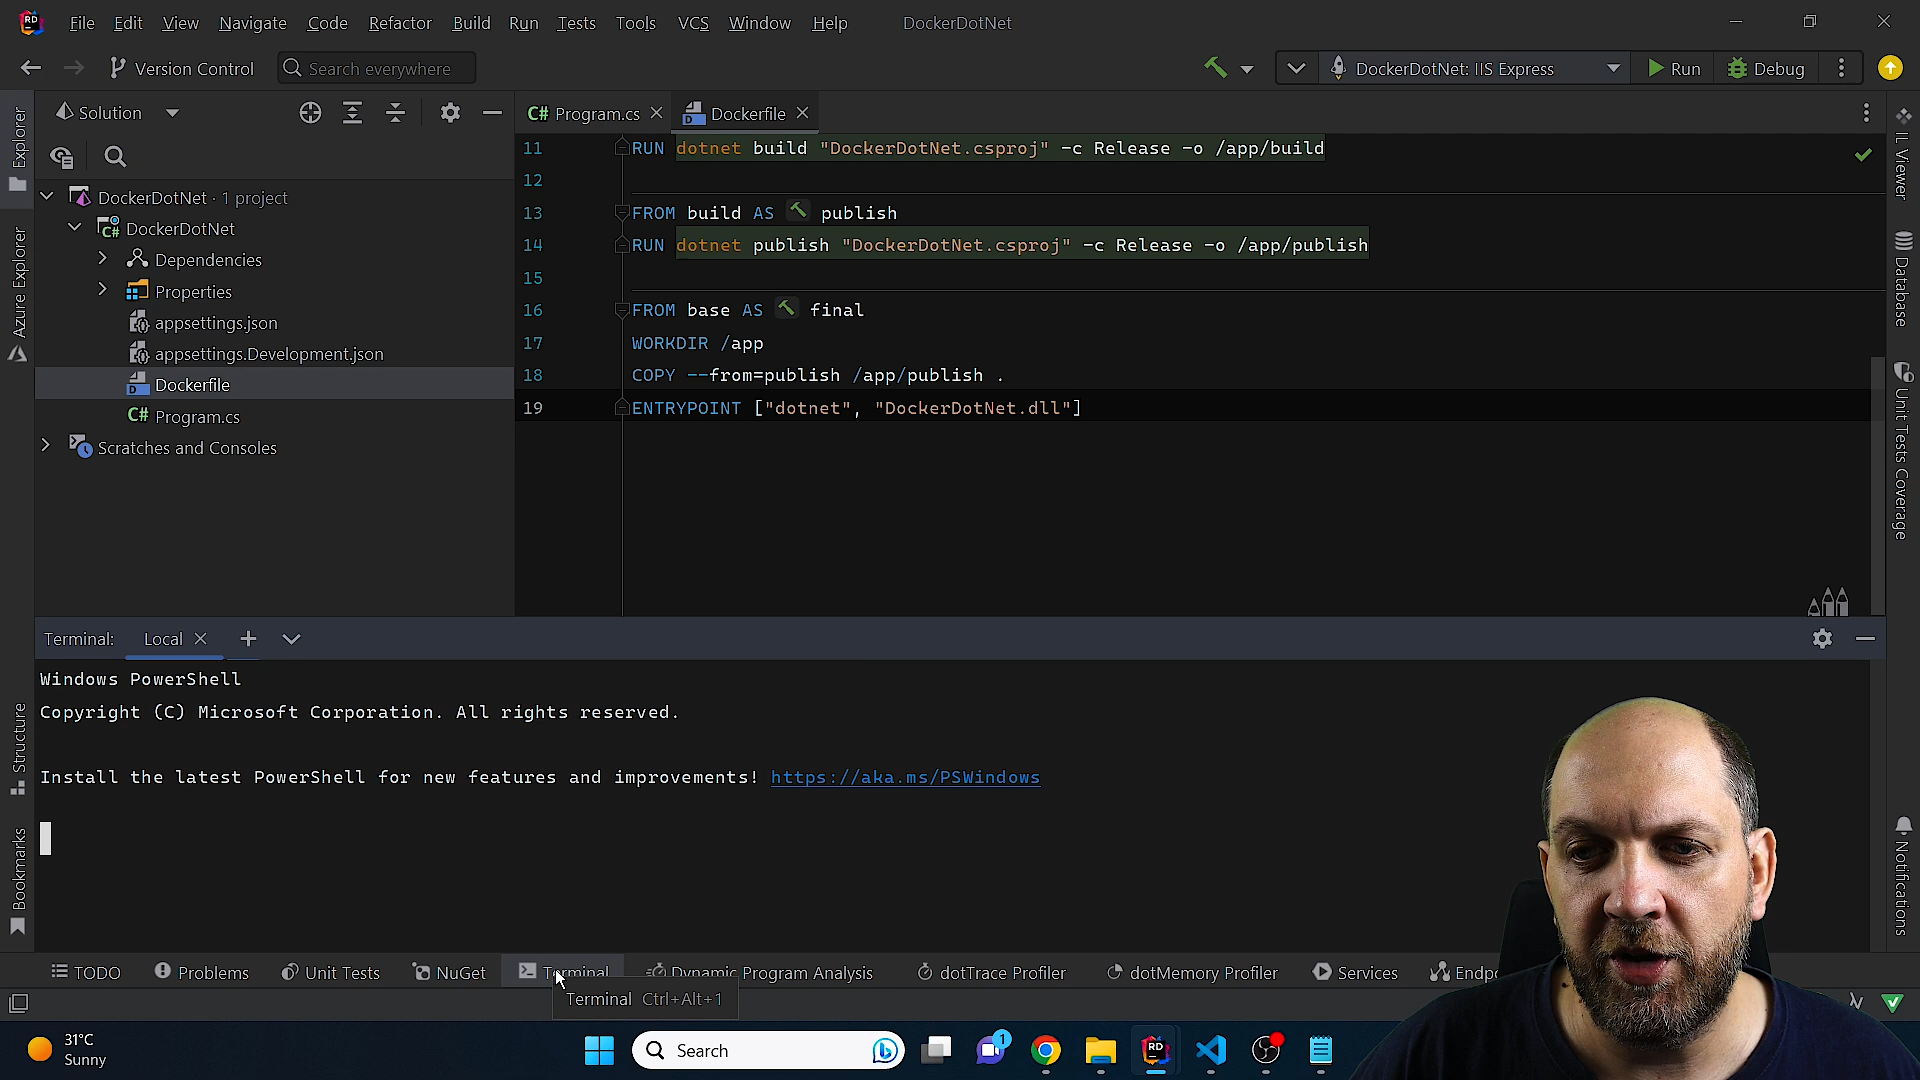 RD File Edit View Navigate Code Refactor Build Run Tests Tools VCS Window Help DockerDotNet
Version Control Search everywhere DockerDotNet: IIS Express Run Debug
Solution
C# Program.cs Dockerfile
Explorer
Azure Explorer
Structure
Bookmarks
DockerDotNet · 1 project
C# DockerDotNet
Dependencies
Properties
appsettings.json
appsettings.Development.json
D Dockerfile
C# Program.cs
Scratches and Consoles
11 RUN dotnet build "DockerDotNet.csproj" -c Release -o /app/build
12
13 FROM build AS publish
14 RUN dotnet publish "DockerDotNet.csproj" -c Release -o /app/publish
15
16 FROM base AS final
17 WORKDIR /app
18 COPY --from=publish /app/publish .
19 ENTRYPOINT ["dotnet", "DockerDotNet.dll"]
IL Viewer
Database
Unit Tests Coverage
Notifications
Terminal: Local
Windows PowerShell
Copyright (C) Microsoft Corporation. All rights reserved.
Install the latest PowerShell for new features and improvements! https://aka.ms/PSWindows
TODO Problems Unit Tests NuGet Terminal Dynamic Program Analysis dotTrace Profiler dotMemory Profiler Services Endp
Terminal Ctrl+Alt+1
31°C
Sunny
Search
1
RD